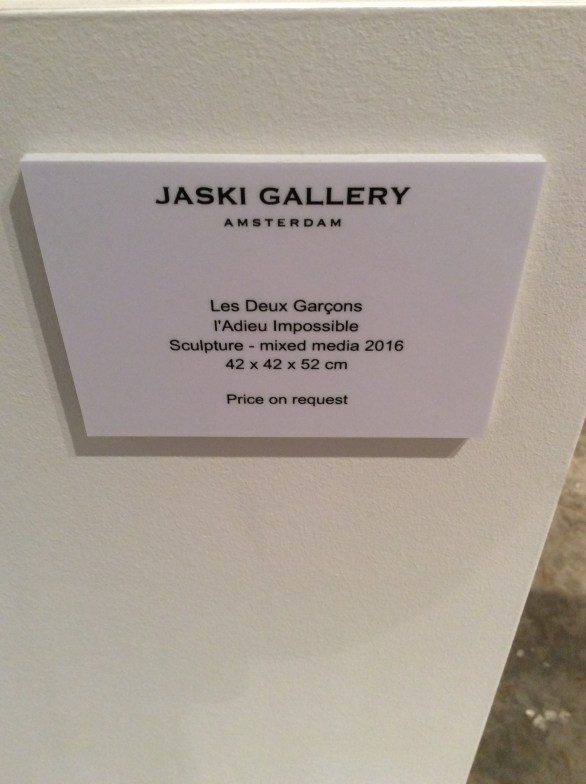 JASKI GALLERY
AMSTERDAM
Les Deux Garçons
l'Adieu Impossible
Sculpture - mixed media 2016
42 x 42 x 52 cm
Price on request